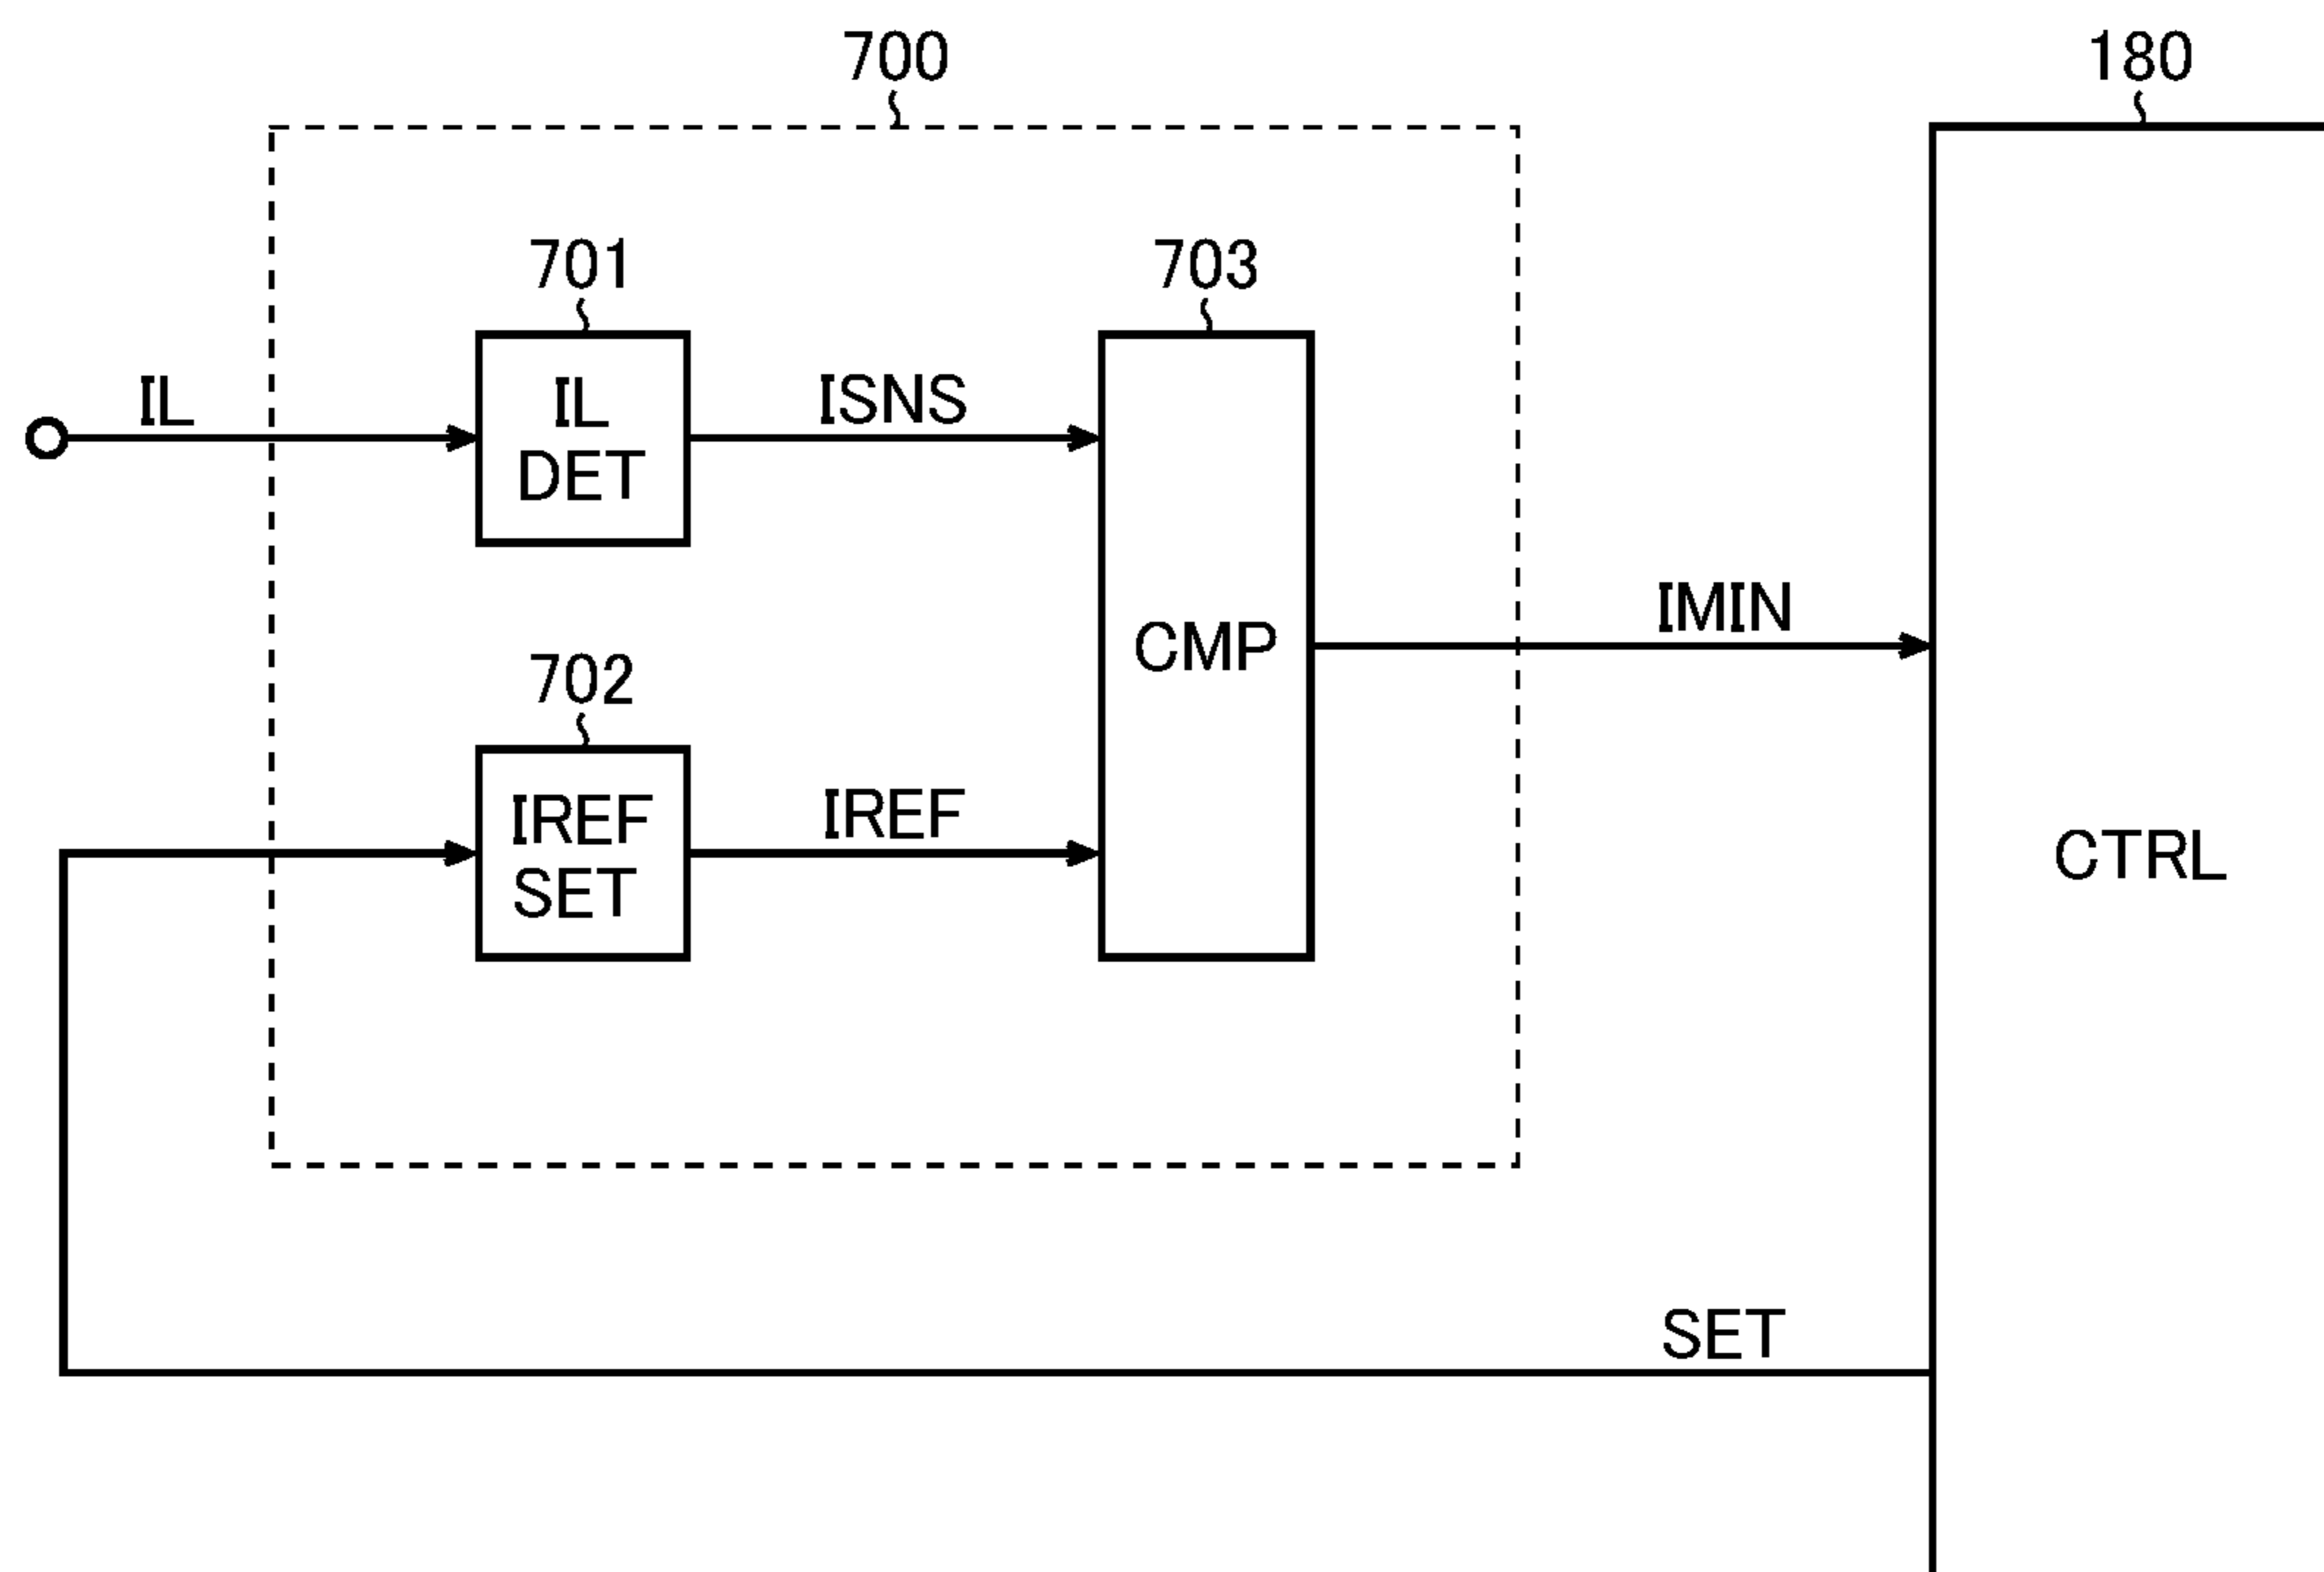 700
180
701
703
IL
IL
DET
ISNS
CMP
IMIN
702
IREF
SET
IREF
CTRL
SET